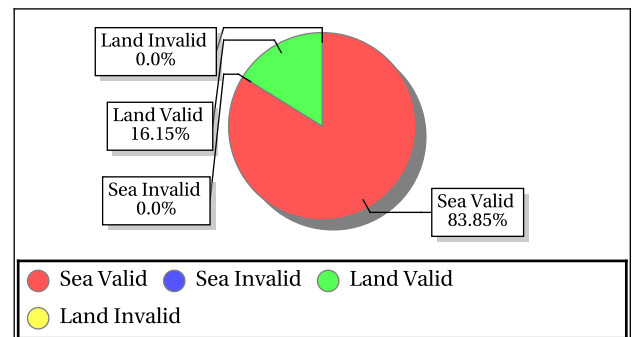 Land Invalid
0.0%
Land Valid
16.15%
Sea Invalid
0.0%
Sea Valid
83.85%
Sea Valid Sea Invalid Land Valid
Land Invalid